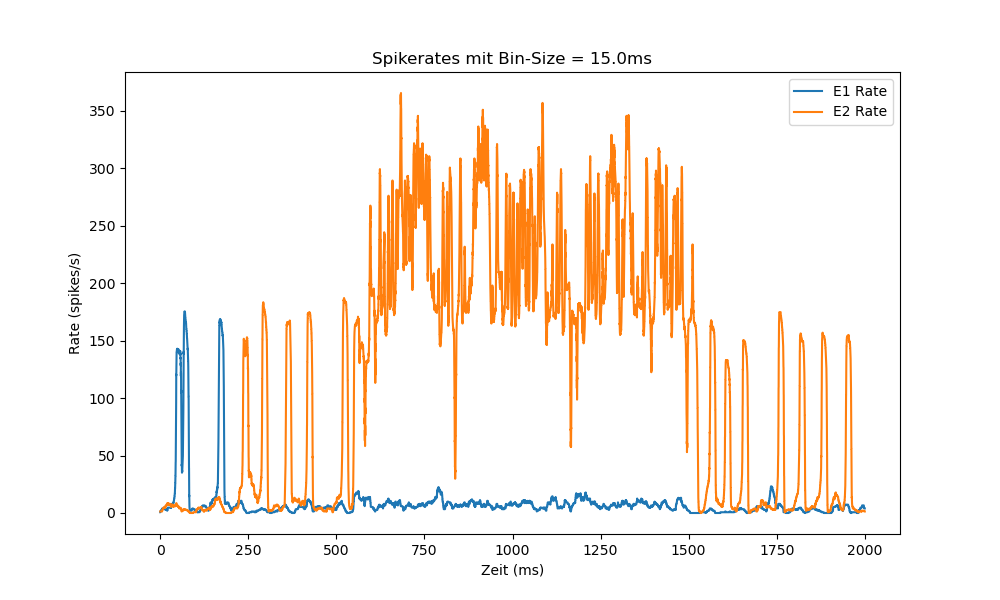 Spikerates mit Bin-Size = 15.0ms
E1 Rate
E2 Rate
350
300
250
200
150
100
50
0
Rate (spikes/s)
0 250 500 750 1000 1250 1500 1750 2000
Zeit (ms)